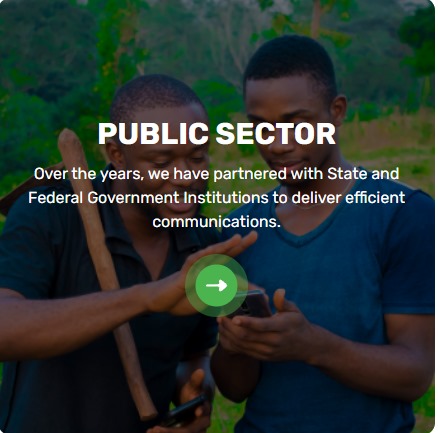 PUBLIC SECTOR
Over the years, we have partnered with State and
Federal Government Institutions to deliver efficient
communications.